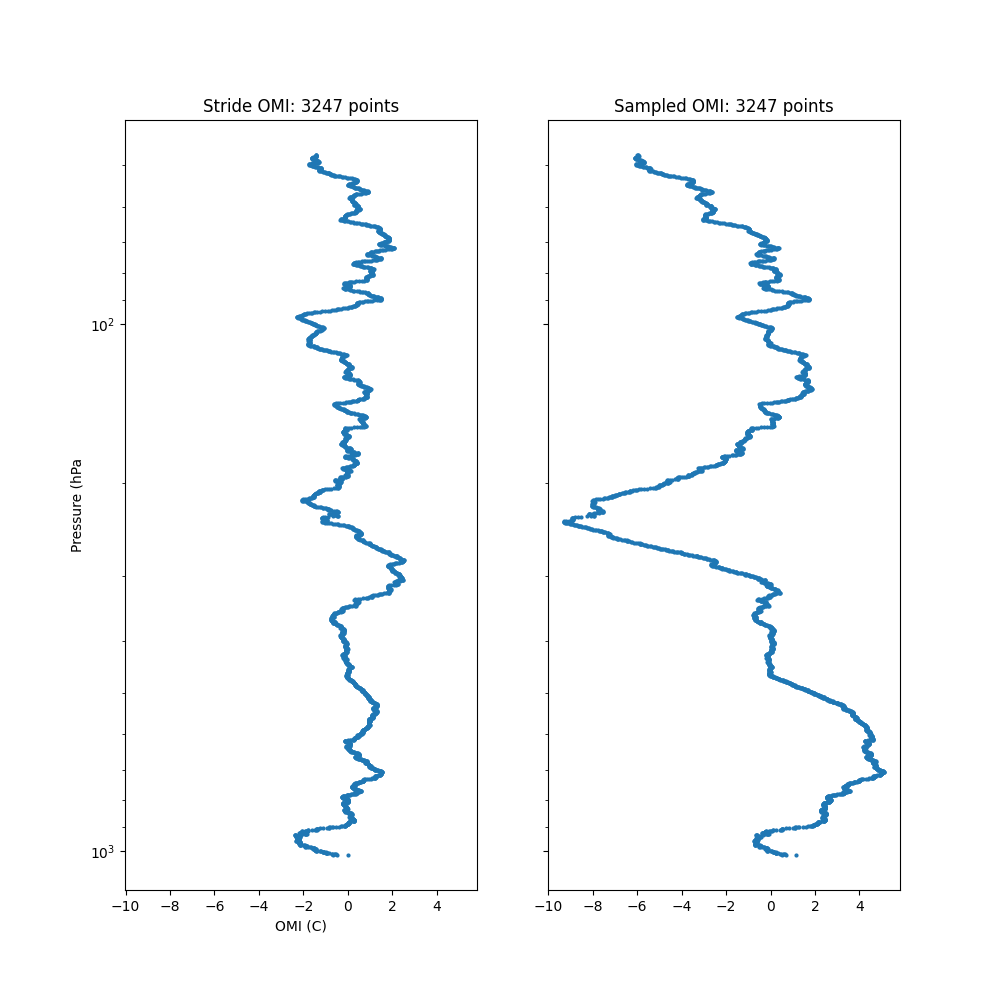 Stride OMI: 3247 points
Sampled OMI: 3247 points
Pressure (hPa
10²
10³
−10 −8 −6 −4 −2 0 2 4
−10 −8 −6 −4 −2 0 2 4
OMI (C)